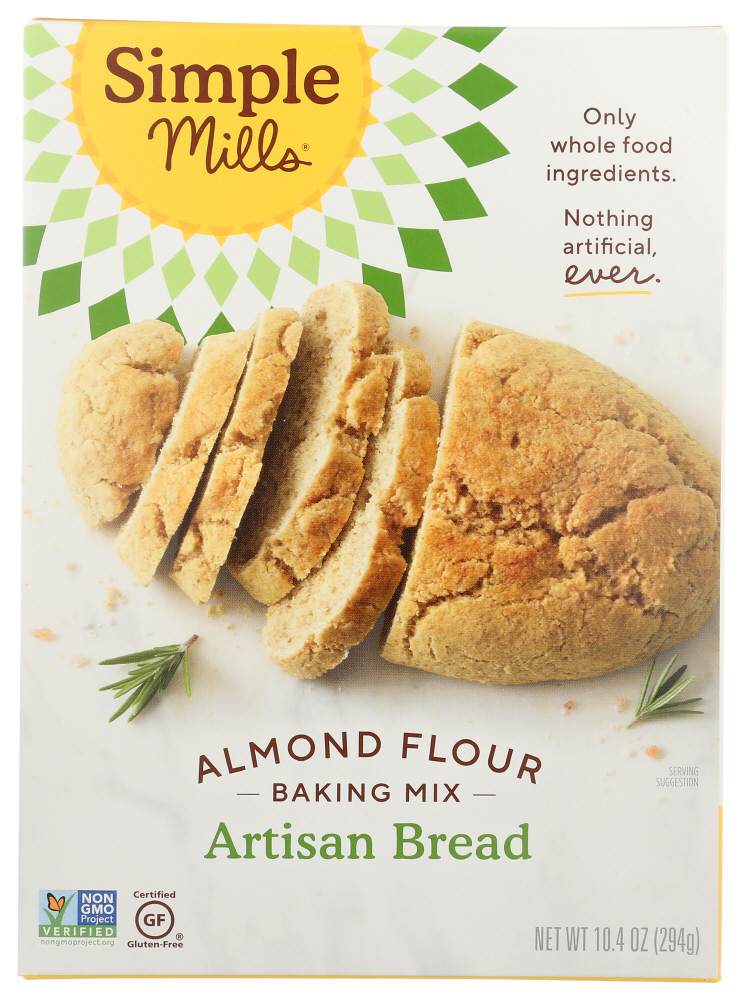 Simple
Mills®
Only
whole food
ingredients.
Nothing
artificial,
ever.
ALMOND FLOUR
— BAKING MIX —
Artisan Bread
SERVING
SUGGESTION
NON
GMO
Project
VERIFIED
nongmoproject.org
Certified
GF
®
Gluten-Free
NET WT 10.4 OZ (294g)